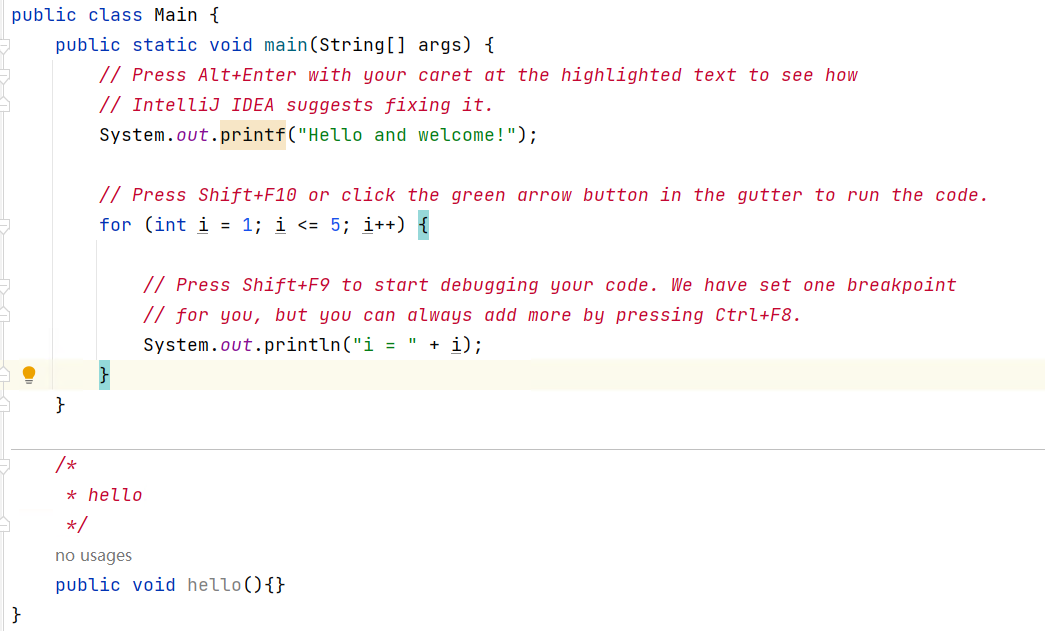 public class Main {
    public static void main(String[] args) {
        // Press Alt+Enter with your caret at the highlighted text to see how
        // IntelliJ IDEA suggests fixing it.
        System.out.printf("Hello and welcome!");
        // Press Shift+F10 or click the green arrow button in the gutter to run the code.
        for (int i = 1; i <= 5; i++) {
            // Press Shift+F9 to start debugging your code. We have set one breakpoint
            // for you, but you can always add more by pressing Ctrl+F8.
            System.out.println("i = " + i);
        }
    }
    /*
     * hello
     */
    no usages
    public void hello(){}
}